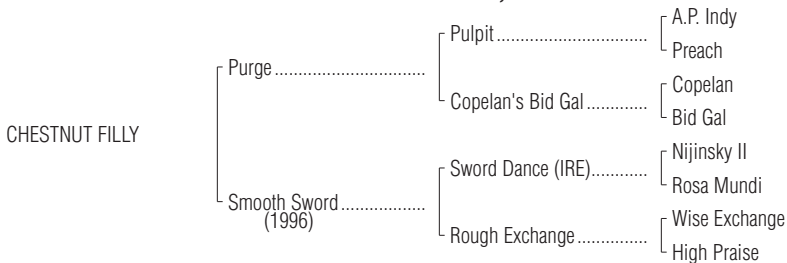 A.P. Indy
Pulpit................................
Preach
Purge................................
Copelan
Copelan's Bid Gal.............
Bid Gal
CHESTNUT FILLY
Nijinsky II
Sword Dance (IRE)............
Rosa Mundi
Smooth Sword..................
(1996)
Wise Exchange
Rough Exchange...............
High Praise